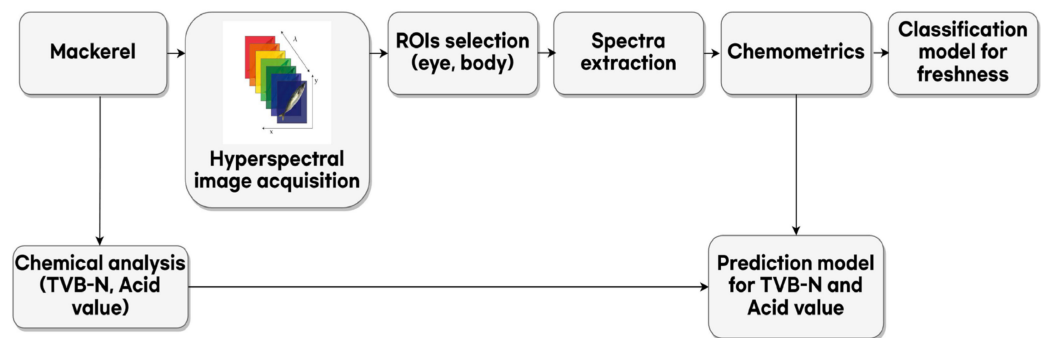 Mackerel
λ
y
x
Hyperspectral
image acquisition
ROIs selection
(eye, body)
Spectra
extraction
Chemometrics
Classification
model for
freshness
Chemical analysis
(TVB-N, Acid
value)
Prediction model
for TVB-N and
Acid value